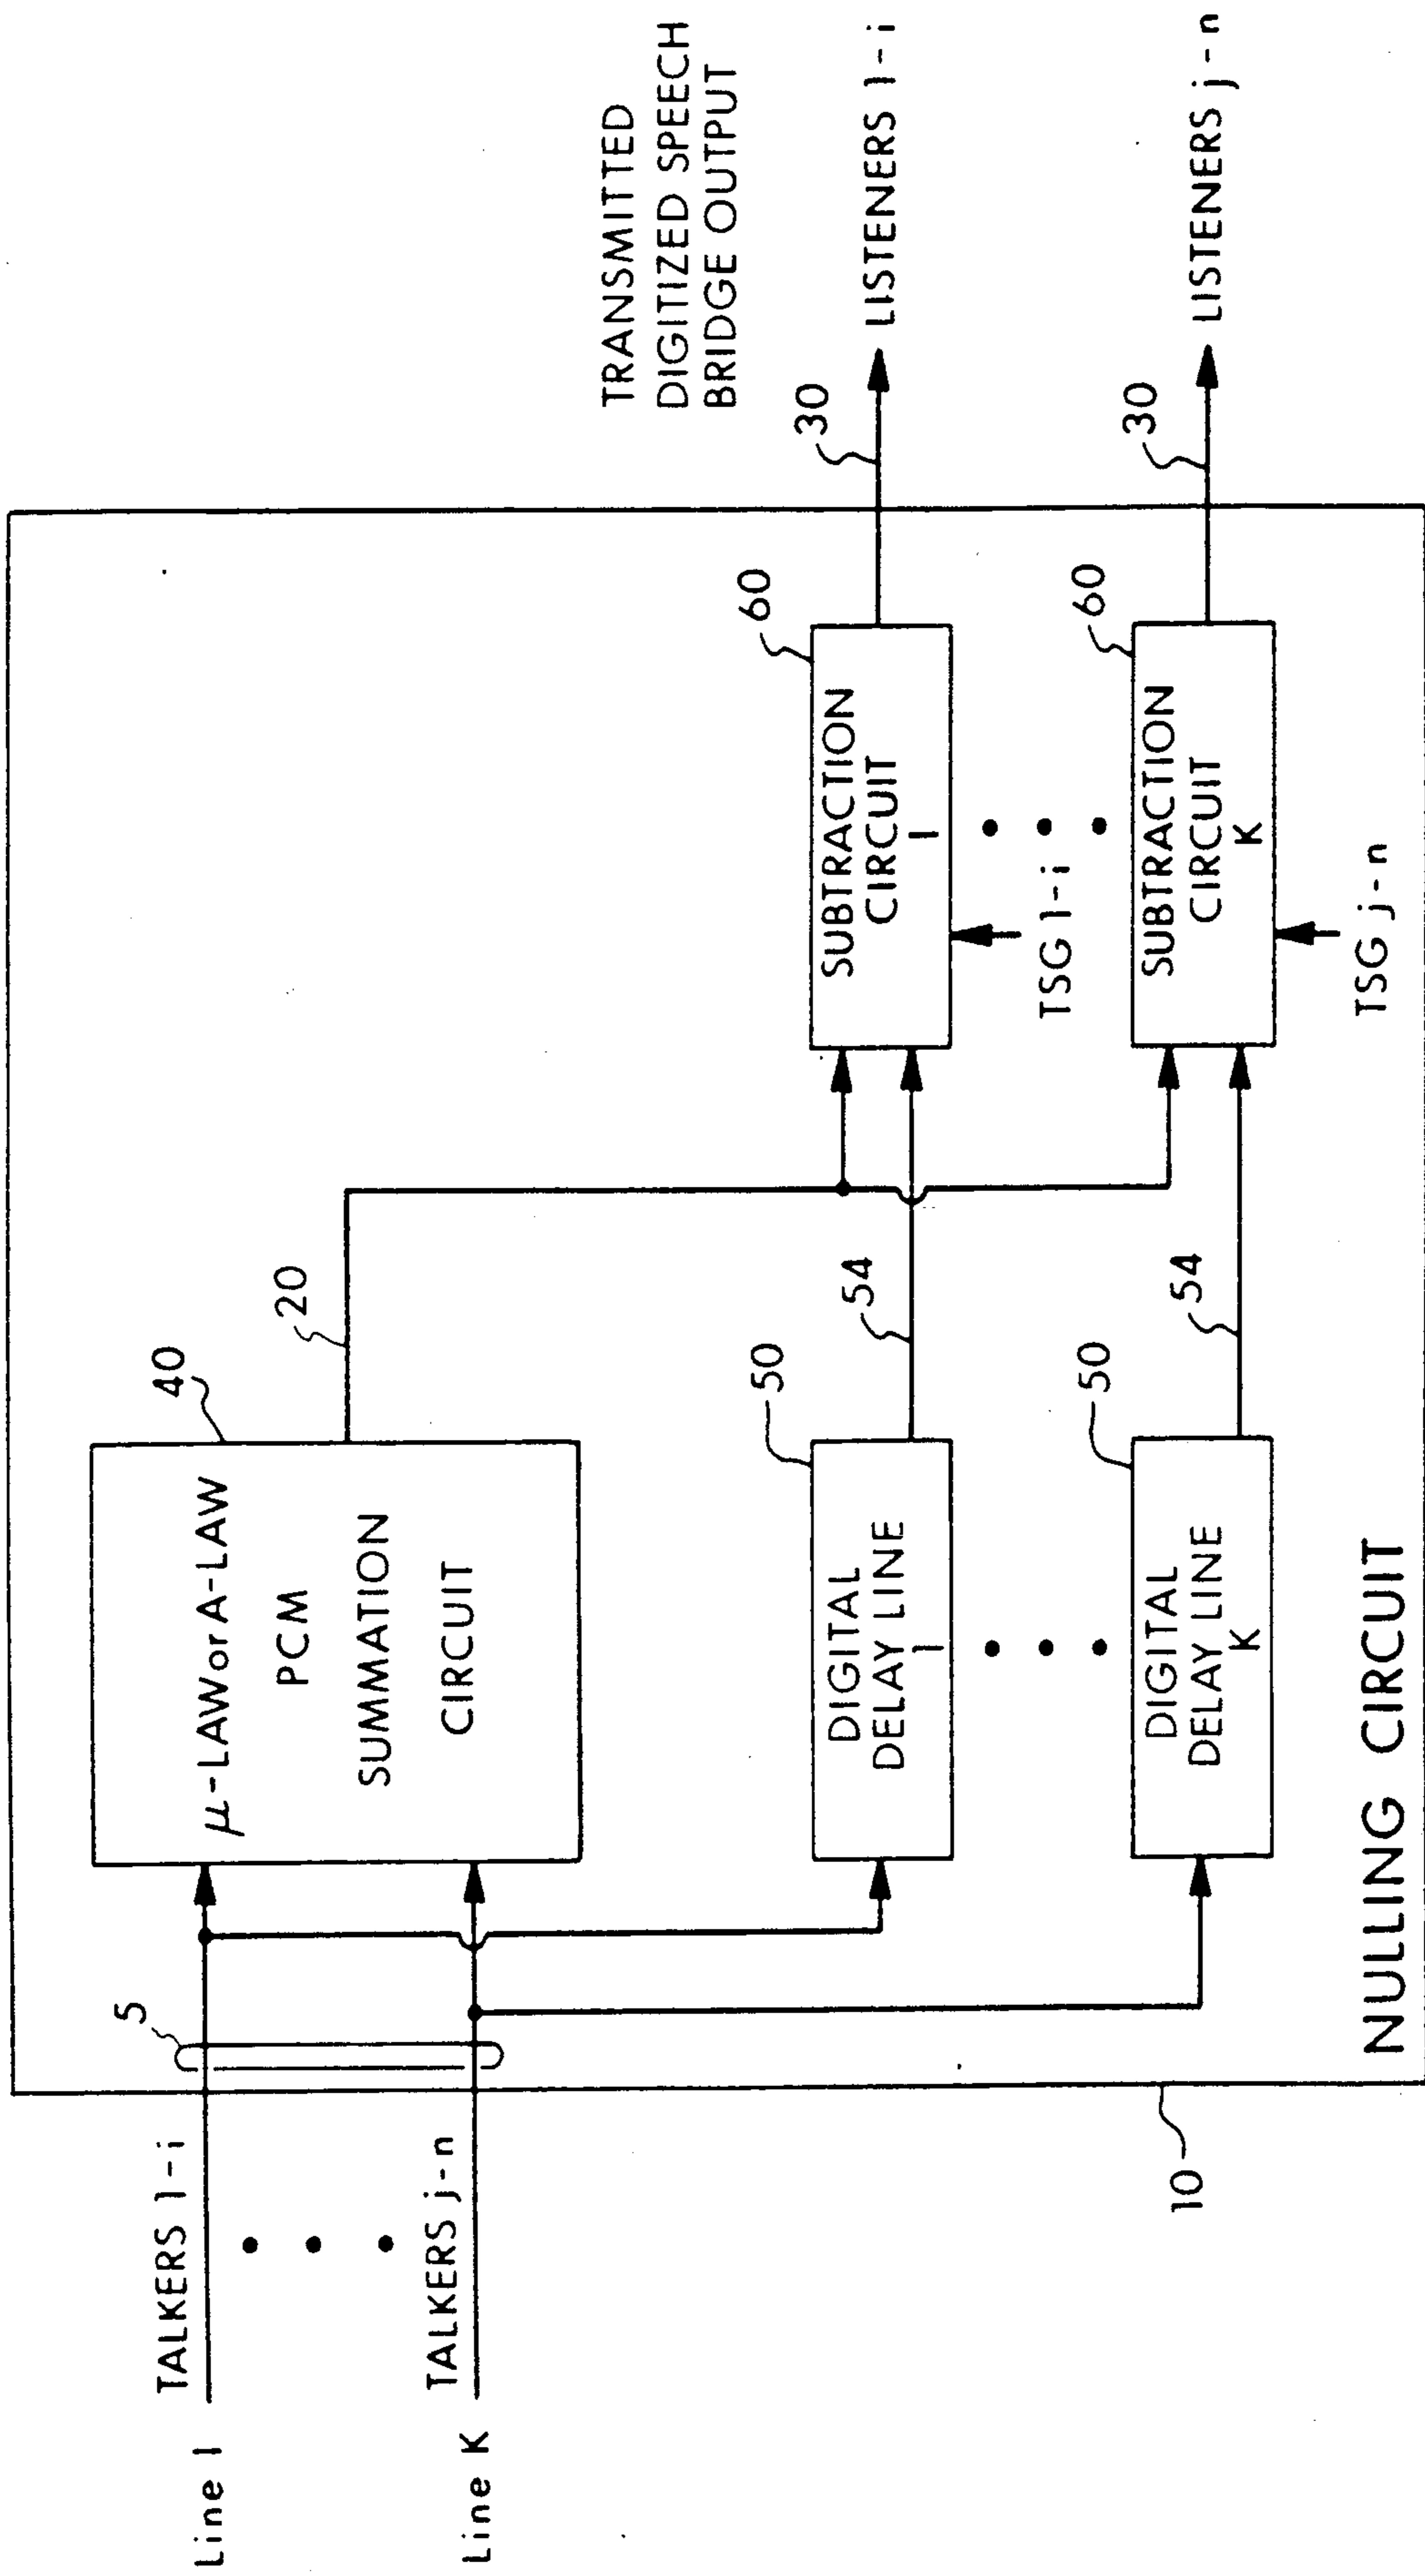 Line 1
TALKERS 1-i
Line K
TALKERS j-n
5
10
μ-LAW or A-LAW
PCM
SUMMATION
CIRCUIT
40
20
DIGITAL
DELAY LINE
1
50
54
DIGITAL
DELAY LINE
K
50
54
SUBTRACTION
CIRCUIT
1
60
TSG 1-i
SUBTRACTION
CIRCUIT
K
60
TSG j-n
TRANSMITTED
DIGITIZED SPEECH
BRIDGE OUTPUT
30
LISTENERS 1-i
30
LISTENERS j-n
NULLING CIRCUIT